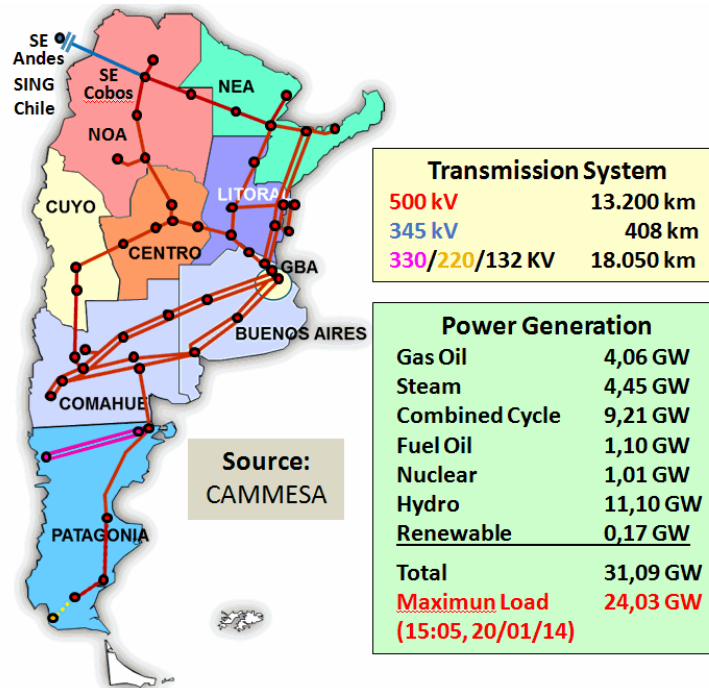 SE
Andes
SING
Chile
SE
Cobos
NEA
NOA
LITORAL
CUYO
CENTRO
GBA
BUENOS AIRES
COMAHUE
PATAGONIA
Source:
CAMMESA
Transmission System
500 kV 13.200 km
345 kV 408 km
330/220/132 KV 18.050 km
Power Generation
Gas Oil 4,06 GW
Steam 4,45 GW
Combined Cycle 9,21 GW
Fuel Oil 1,10 GW
Nuclear 1,01 GW
Hydro 11,10 GW
Renewable 0,17 GW
Total 31,09 GW
Maximun Load 24,03 GW
(15:05, 20/01/14)